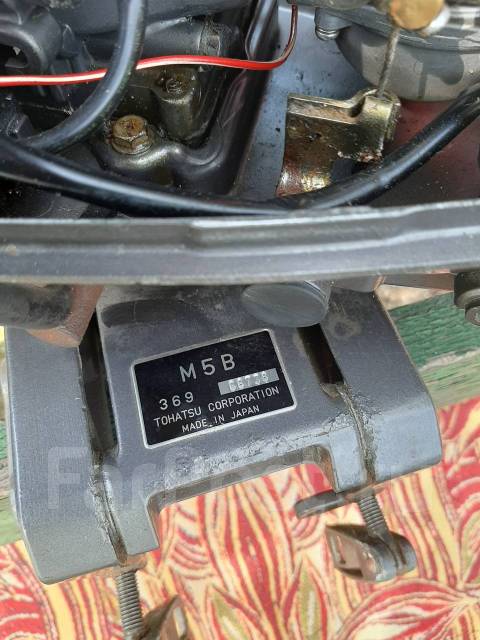 M5B
369
TOHATSU CORPORATION
MADE IN JAPAN